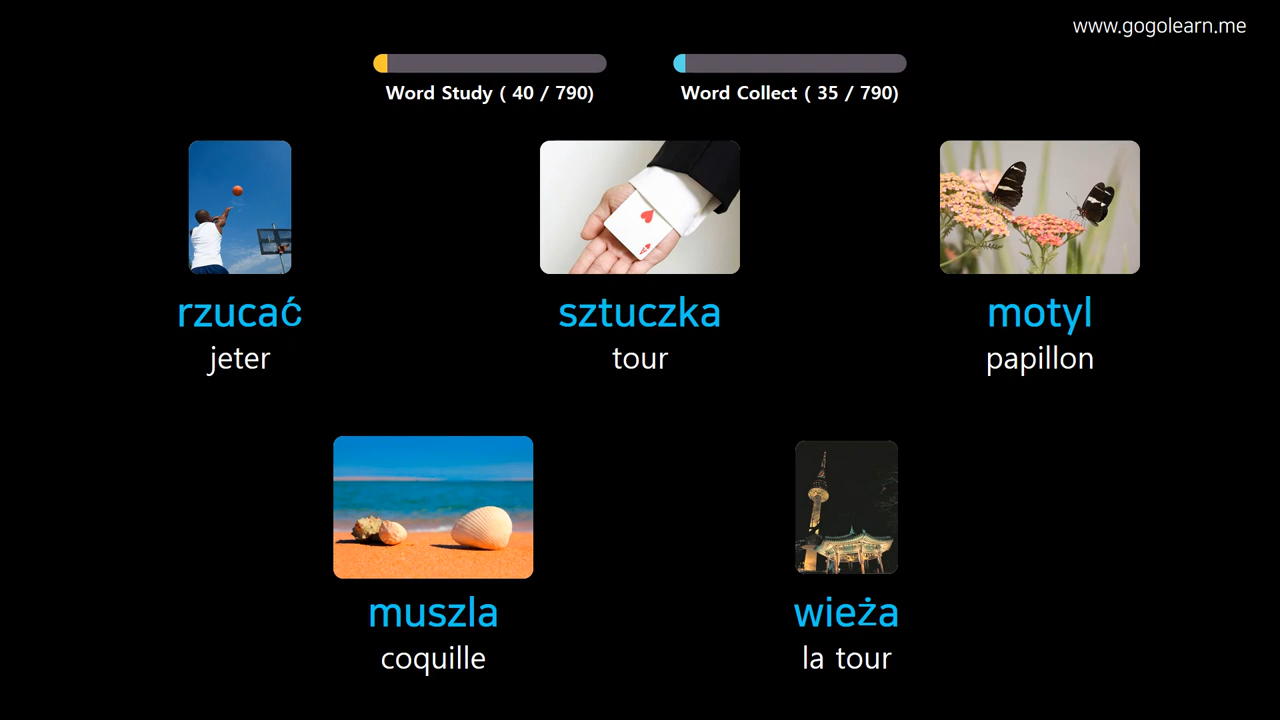 www.gogolearn.me
Word Study ( 40 / 790)
Word Collect ( 35 / 790)
rzucać
jeter
sztuczka
tour
motyl
papillon
muszla
coquille
wieża
la tour